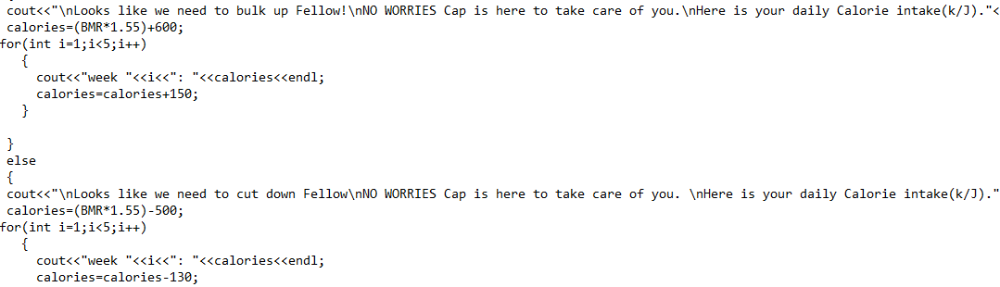 cout<<"\nLooks like we need to bulk up Fellow!\nNO WORRIES Cap is here to take care of you.\nHere is your daily Calorie intake(k/J)."<
calories=(BMR*1.55)+600;
for(int i=1;i<5;i++)
{
cout<<"week "<<i<<": "<<calories<<endl;
calories=calories+150;
}
}
else
{
cout<<"\nLooks like we need to cut down Fellow\nNO WORRIES Cap is here to take care of you. \nHere is your daily Calorie intake(k/J)."
calories=(BMR*1.55)-500;
for(int i=1;i<5;i++)
{
cout<<"week "<<i<<": "<<calories<<endl;
calories=calories-130;